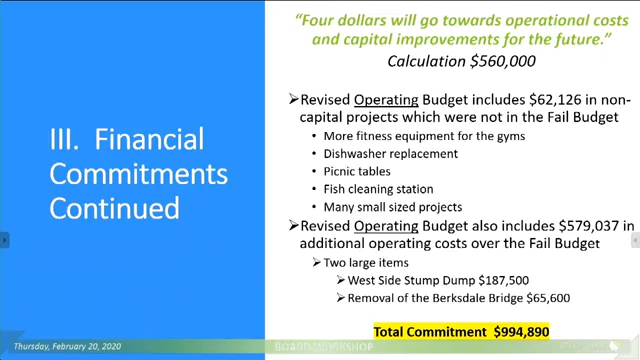 “Four dollars will go towards operational costs
and capital improvements for the future.”
Calculation $560,000
III. Financial
Commitments
Continued
➢Revised Operating Budget includes $62,126 in non-
capital projects which were not in the Fail Budget
• More fitness equipment for the gyms
• Dishwasher replacement
• Picnic tables
• Fish cleaning station
• Many small sized projects
➢Revised Operating Budget also includes $579,037 in
additional operating costs over the Fail Budget
➢Two large items
➢West Side Stump Dump $187,500
➢Removal of the Berksdale Bridge $65,600
Total Commitment $994,890
Thursday, February 20, 2020
BOARD WORKSHOP